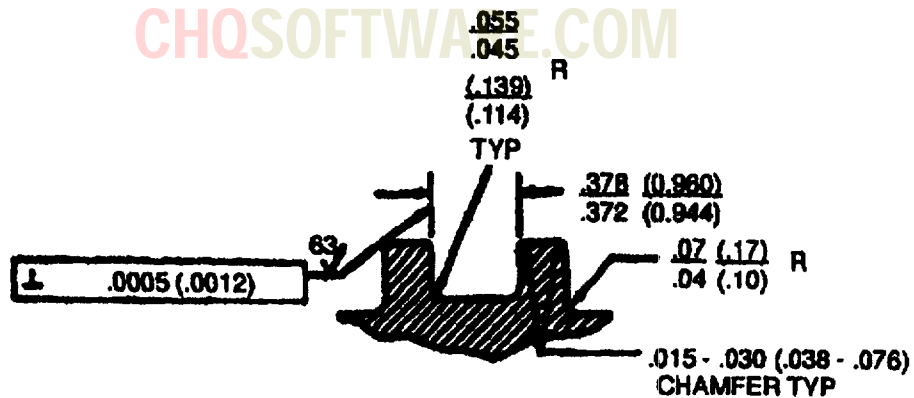 CHQSOFTWARE.COM
.055
.045
R
(.139)
(.114)
TYP
.378 (0.960)
.372 (0.944)
63
.07 (.17)
.04 (.10)
R
⊥ .0005 (.0012)
.015 - .030 (.038 - .076)
CHAMFER TYP